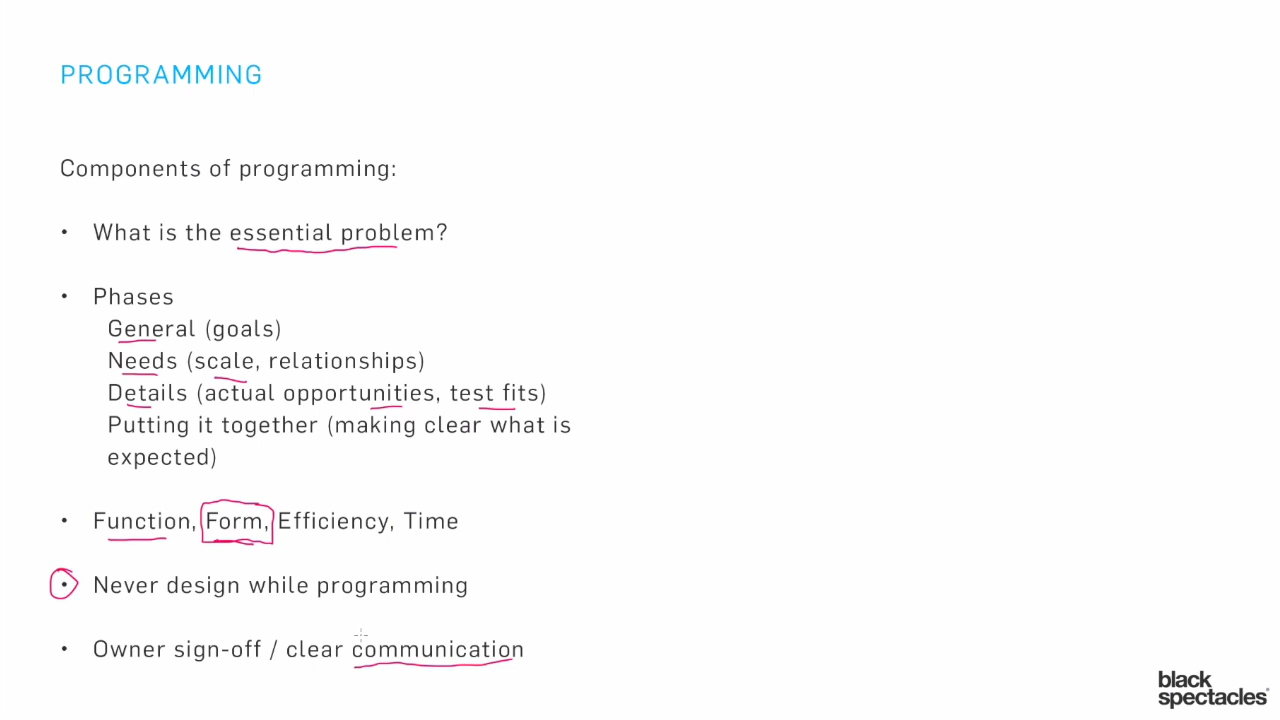 PROGRAMMING
Components of programming:
• What is the essential problem?
• Phases
General (goals)
Needs (scale, relationships)
Details (actual opportunities, test fits)
Putting it together (making clear what is
expected)
• Function, Form, Efficiency, Time
• Never design while programming
• Owner sign-off / clear communication
black
spectacles®